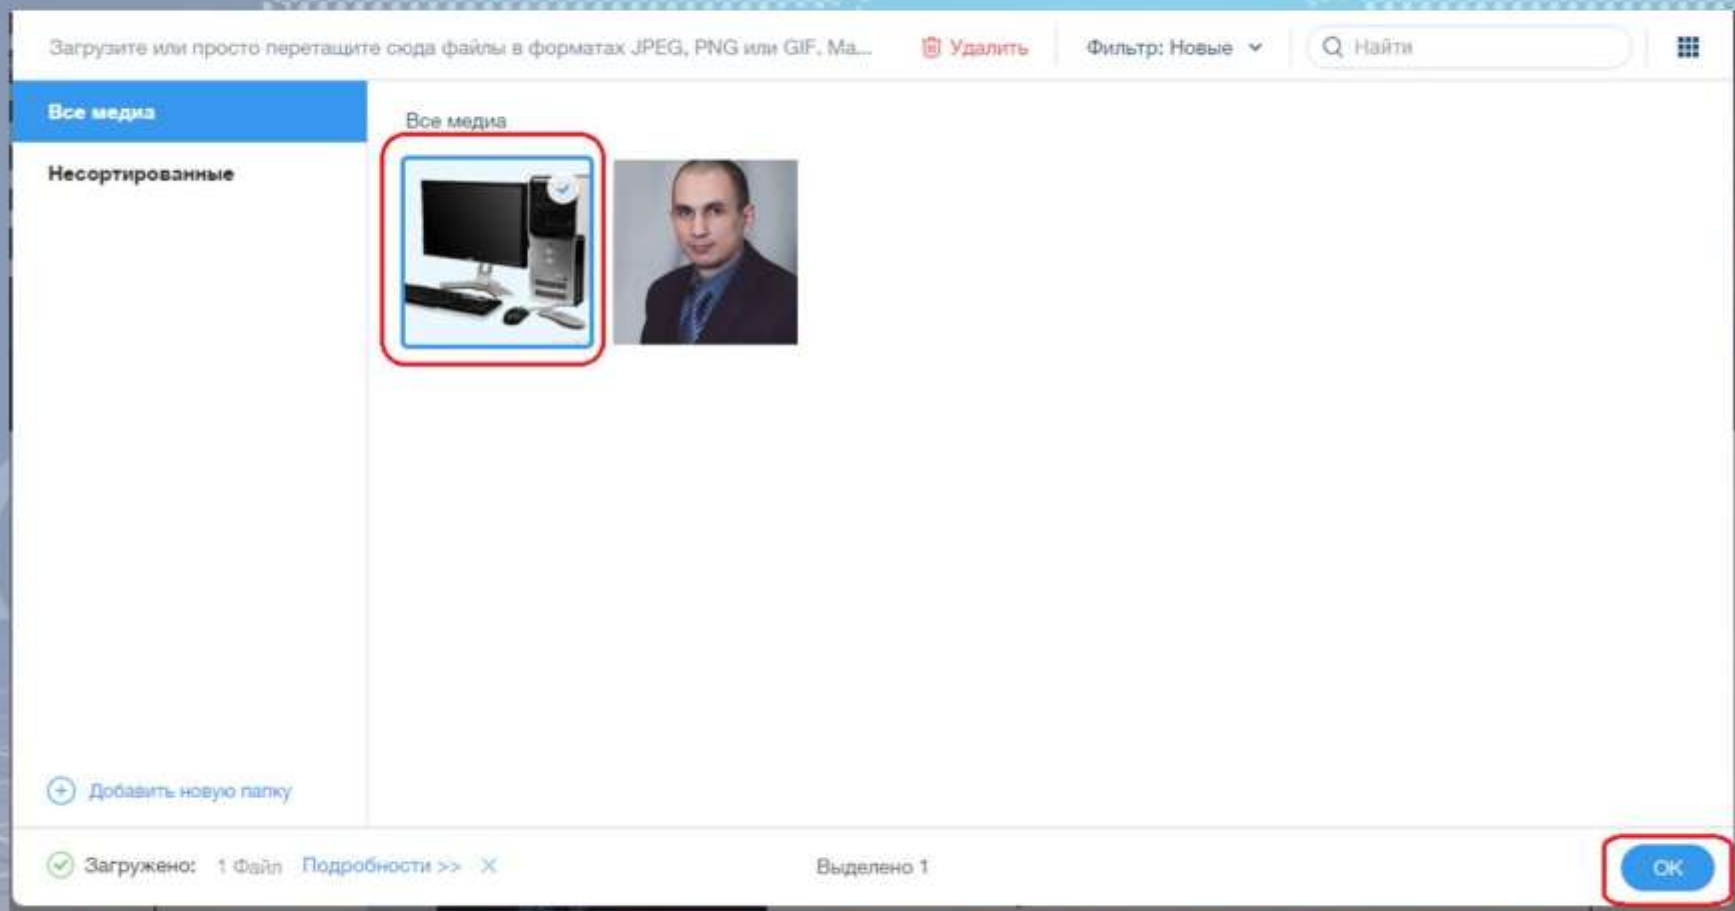 Загрузите или просто перетащите сюда файлы в форматах JPEG, PNG или GIF. Ма...
Удалить
Фильтр: Новые
Найти
Все медиа
Все медиа
Несортированные
Добавить новую папку
Загружено: 1 Файл Подробности >>
Выделено 1
OK